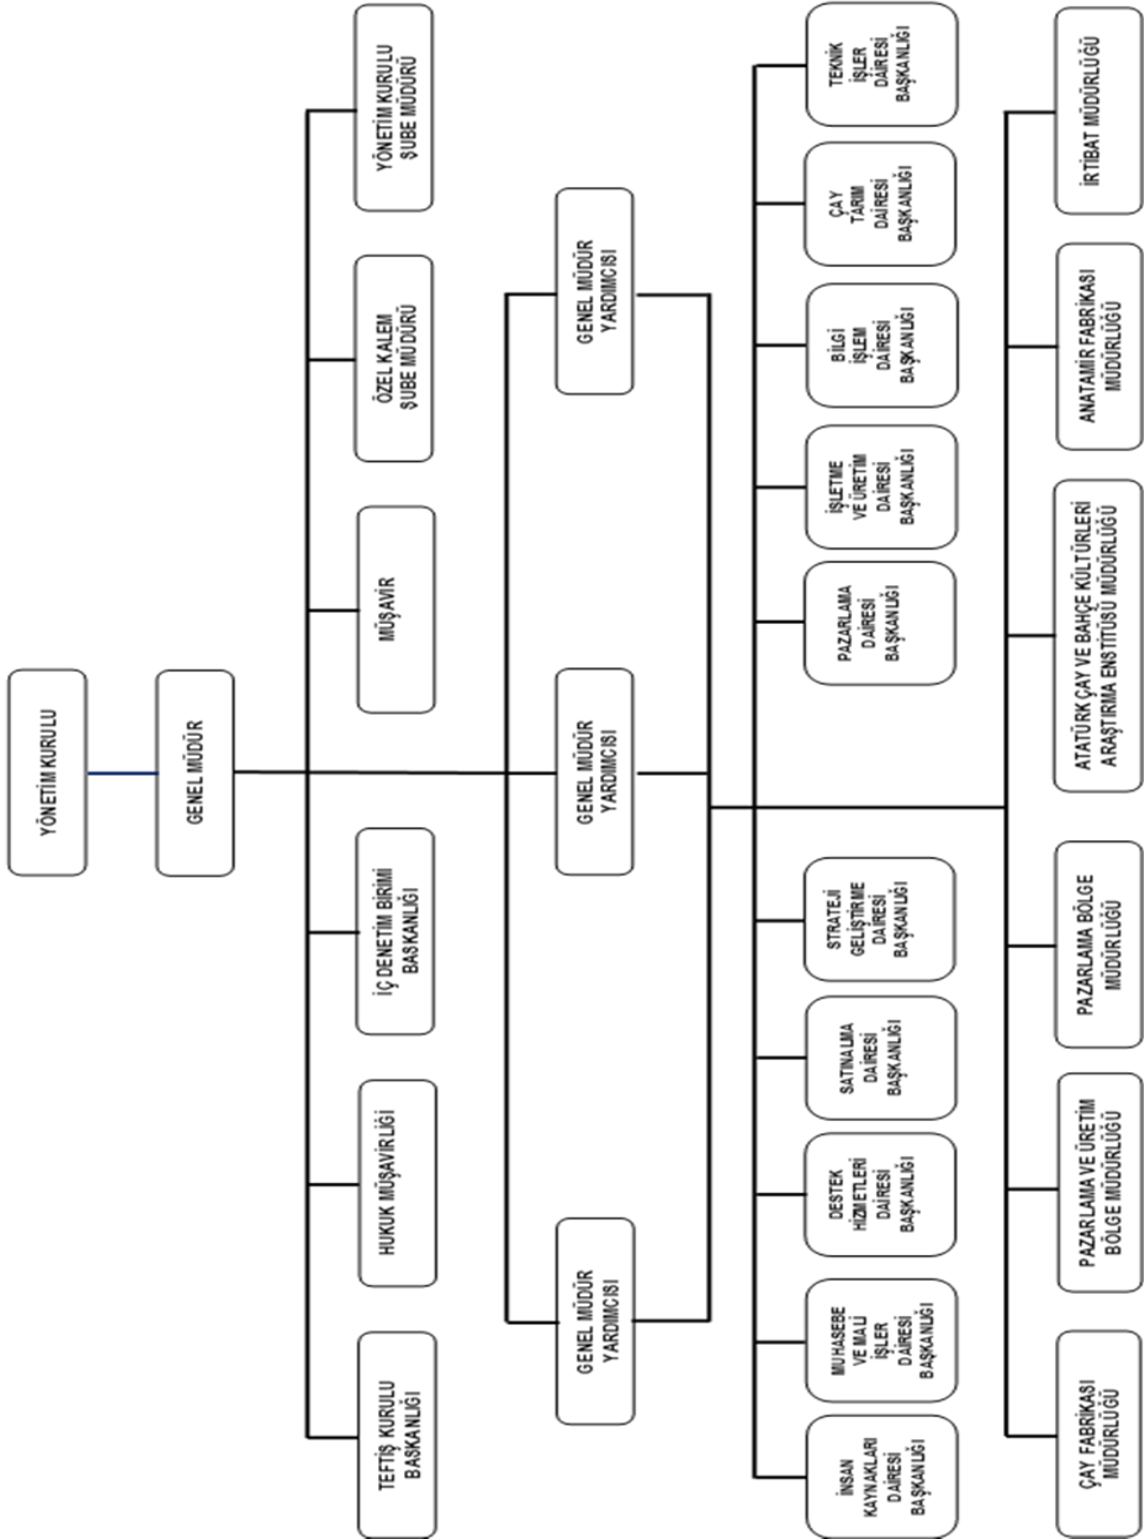 YÖNETİM KURULU
GENEL MÜDÜR
TEFTİŞ KURULU
BASKANLIĞI
HUKUK MÜŞAVİRLİĞİ
İÇ DENETİM BİRİMİ
BASKANLIĞI
MÜŞAVİR
ÖZEL KALEM
ŞUBE MÜDÜRÜ
YÖNETİM KURULU
ŞUBE MÜDÜRÜ
GENEL MÜDÜR
YARDIMCISI
GENEL MÜDÜR
YARDIMCISI
GENEL MÜDÜR
YARDIMCISI
İNSAN
KAYNAKLARI
DAİRESİ
BAŞKANLIĞI
MUHASEBE
VE MALİ
İŞLER
DAİRESİ
BAŞKANLIĞI
DESTEK
HİZMETLERİ
DAİRESİ
BAŞKANLIĞI
SATINALMA
DAİRESİ
BAŞKANLIĞI
STRATEJİ
GELİŞTİRME
DAİRESİ
BAŞKANLIĞI
PAZARLAMA
DAİRESİ
BAŞKANLIĞI
İŞLETME
VE ÜRETİM
DAİRESİ
BAŞKANLIĞI
BİLGİ
İŞLEM
DAİRESİ
BAŞKANLIĞI
ÇAY
TARIM
DAİRESİ
BAŞKANLIĞI
TEKNİK
İŞLER
DAİRESİ
BAŞKANLIĞI
ÇAY FABRİKASI
MÜDÜRLÜĞÜ
PAZARLAMA VE ÜRETİM
BÖLGE MÜDÜRLÜĞÜ
PAZARLAMA BÖLGE
MÜDÜRLÜĞÜ
ATATÜRK ÇAY VE BAHÇE KÜLTÜRLERİ
ARAŞTIRMA ENSTİTÜSÜ MÜDÜRLÜĞÜ
ANATAMİR FABRİKASI
MÜDÜRLÜĞÜ
İRTİBAT MÜDÜRLÜĞÜ